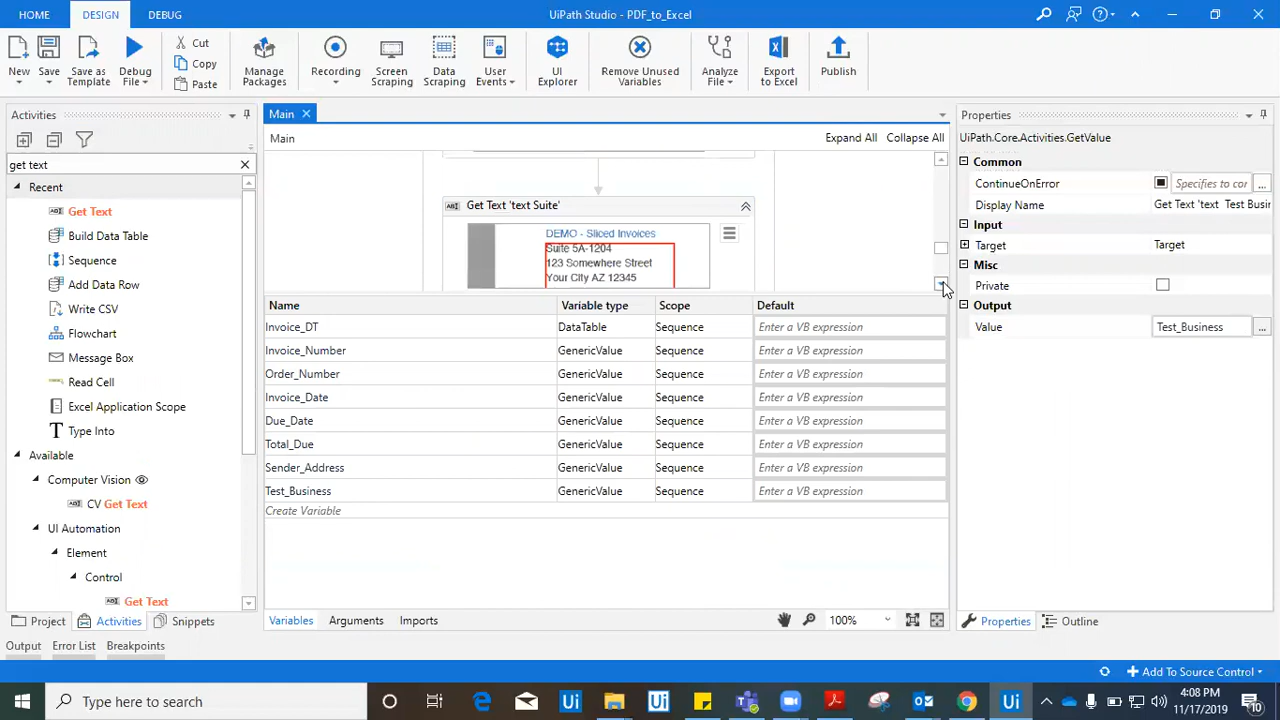 HOME
DESIGN
DEBUG
UiPath Studio - PDF_to_Excel
New
Save
Save as Template
Debug File
Cut
Copy
Paste
Manage Packages
Recording
Screen Scraping
Data Scraping
User Events
UI Explorer
Remove Unused Variables
Analyze File
Export to Excel
Publish
Activities
get text
Recent
Get Text
Build Data Table
Sequence
Add Data Row
Write CSV
Flowchart
Message Box
Read Cell
Excel Application Scope
Type Into
Available
Computer Vision
CV Get Text
UI Automation
Element
Control
Get Text
Project
Activities
Snippets
Main
Main
Expand All
Collapse All
Get Text 'text Suite'
DEMO - Sliced Invoices
Suite 5A-1204
123 Somewhere Street
Your City AZ 12345
Name Variable type Scope Default
Invoice_DT DataTable Sequence Enter a VB expression
Invoice_Number GenericValue Sequence Enter a VB expression
Order_Number GenericValue Sequence Enter a VB expression
Invoice_Date GenericValue Sequence Enter a VB expression
Due_Date GenericValue Sequence Enter a VB expression
Total_Due GenericValue Sequence Enter a VB expression
Sender_Address GenericValue Sequence Enter a VB expression
Test_Business GenericValue Sequence Enter a VB expression
Create Variable
Variables
Arguments
Imports
100%
Properties
UiPath.Core.Activities.GetValue
Common
ContinueOnError Specifies to cor ...
Display Name Get Text 'text Test Busin
Input
Target Target
Misc
Private
Output
Value Test_Business ...
Properties
Outline
Output
Error List
Breakpoints
Add To Source Control
Type here to search
4:08 PM
11/17/2019
10